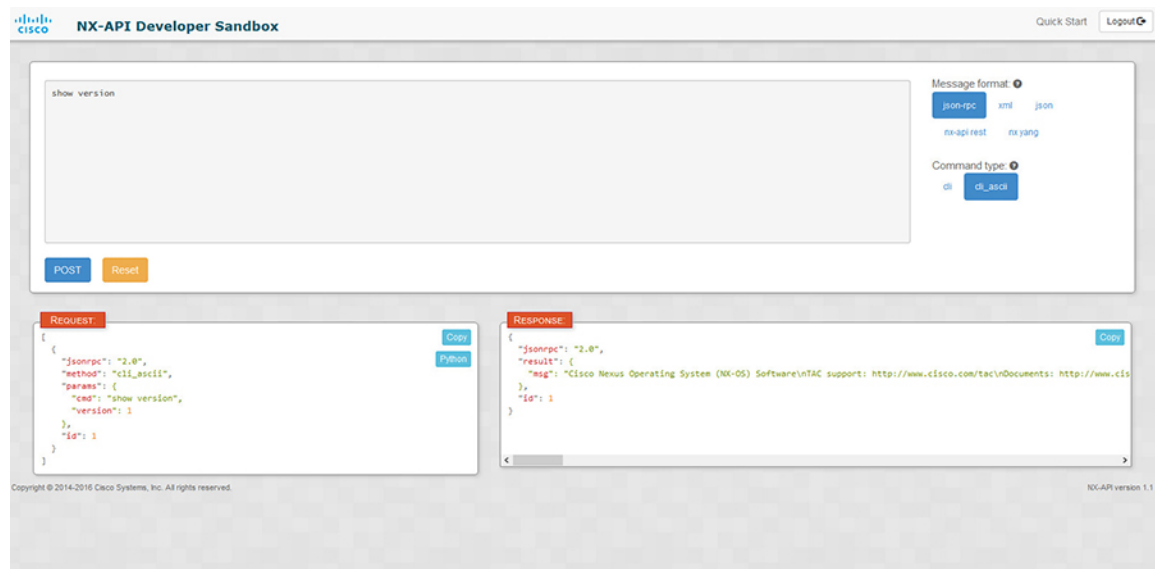 CISCO
NX-API Developer Sandbox
Quick Start
Logout
show version
Message format:
json-rpc xml json
nx-api rest nx yang
Command type:
cli cli_ascii
POST Reset
REQUEST:
Copy
Python
[
{
"jsonrpc": "2.0",
"method": "cli_ascii",
"params": {
"cmd": "show version",
"version": 1
},
"id": 1
}
]
RESPONSE:
Copy
{
"jsonrpc": "2.0",
"result": {
"msg": "Cisco Nexus Operating System (NX-OS) Software\nTAC support: http://www.cisco.com/tac\nDocuments: http://www.cis
},
"id": 1
}
Copyright © 2014-2016 Cisco Systems, Inc. All rights reserved.
NX-API version 1.1